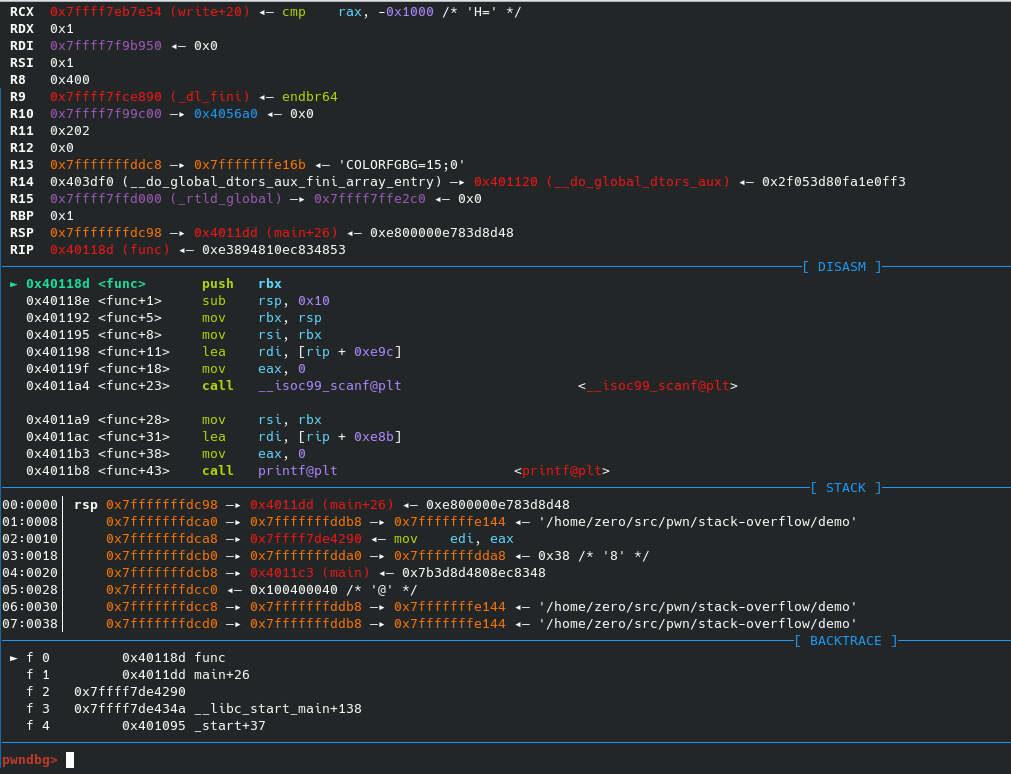 RCX 0x7ffff7eb7e54 (write+20) ◂— cmp rax, -0x1000 /* 'H=' */
RDX 0x1
RDI 0x7ffff7f9b950 ◂— 0x0
RSI 0x1
R8 0x400
R9 0x7ffff7fce890 (_dl_fini) ◂— endbr64
R10 0x7ffff7f99c00 —▸ 0x4056a0 ◂— 0x0
R11 0x202
R12 0x0
R13 0x7fffffffddc8 —▸ 0x7fffffffe16b ◂— 'COLORFGBG=15;0'
R14 0x403df0 (__do_global_dtors_aux_fini_array_entry) —▸ 0x401120 (__do_global_dtors_aux) ◂— 0x2f053d80fa1e0ff3
R15 0x7ffff7ffd000 (_rtld_global) —▸ 0x7ffff7ffe2c0 ◂— 0x0
RBP 0x1
RSP 0x7fffffffdc98 —▸ 0x4011dd (main+26) ◂— 0xe800000e783d8d48
RIP 0x40118d (func) ◂— 0xe3894810ec834853
[ DISASM ]
► 0x40118d <func> push rbx
0x40118e <func+1> sub rsp, 0x10
0x401192 <func+5> mov rbx, rsp
0x401195 <func+8> mov rsi, rbx
0x401198 <func+11> lea rdi, [rip + 0xe9c]
0x40119f <func+18> mov eax, 0
0x4011a4 <func+23> call __isoc99_scanf@plt <__isoc99_scanf@plt>
0x4011a9 <func+28> mov rsi, rbx
0x4011ac <func+31> lea rdi, [rip + 0xe8b]
0x4011b3 <func+38> mov eax, 0
0x4011b8 <func+43> call printf@plt <printf@plt>
[ STACK ]
00:0000│ rsp 0x7fffffffdc98 —▸ 0x4011dd (main+26) ◂— 0xe800000e783d8d48
01:0008│ 0x7fffffffdca0 —▸ 0x7fffffffddb8 —▸ 0x7fffffffe144 ◂— '/home/zero/src/pwn/stack-overflow/demo'
02:0010│ 0x7fffffffdca8 —▸ 0x7ffff7de4290 ◂— mov edi, eax
03:0018│ 0x7fffffffdcb0 —▸ 0x7fffffffdda0 —▸ 0x7fffffffdda8 ◂— 0x38 /* '8' */
04:0020│ 0x7fffffffdcb8 —▸ 0x4011c3 (main) ◂— 0x7b3d8d4808ec8348
05:0028│ 0x7fffffffdcc0 ◂— 0x100400040 /* '@' */
06:0030│ 0x7fffffffdcc8 —▸ 0x7fffffffddb8 —▸ 0x7fffffffe144 ◂— '/home/zero/src/pwn/stack-overflow/demo'
07:0038│ 0x7fffffffdcd0 —▸ 0x7fffffffddb8 —▸ 0x7fffffffe144 ◂— '/home/zero/src/pwn/stack-overflow/demo'
[ BACKTRACE ]
► f 0 0x40118d func
f 1 0x4011dd main+26
f 2 0x7ffff7de4290
f 3 0x7ffff7de434a __libc_start_main+138
f 4 0x401095 _start+37
pwndbg>